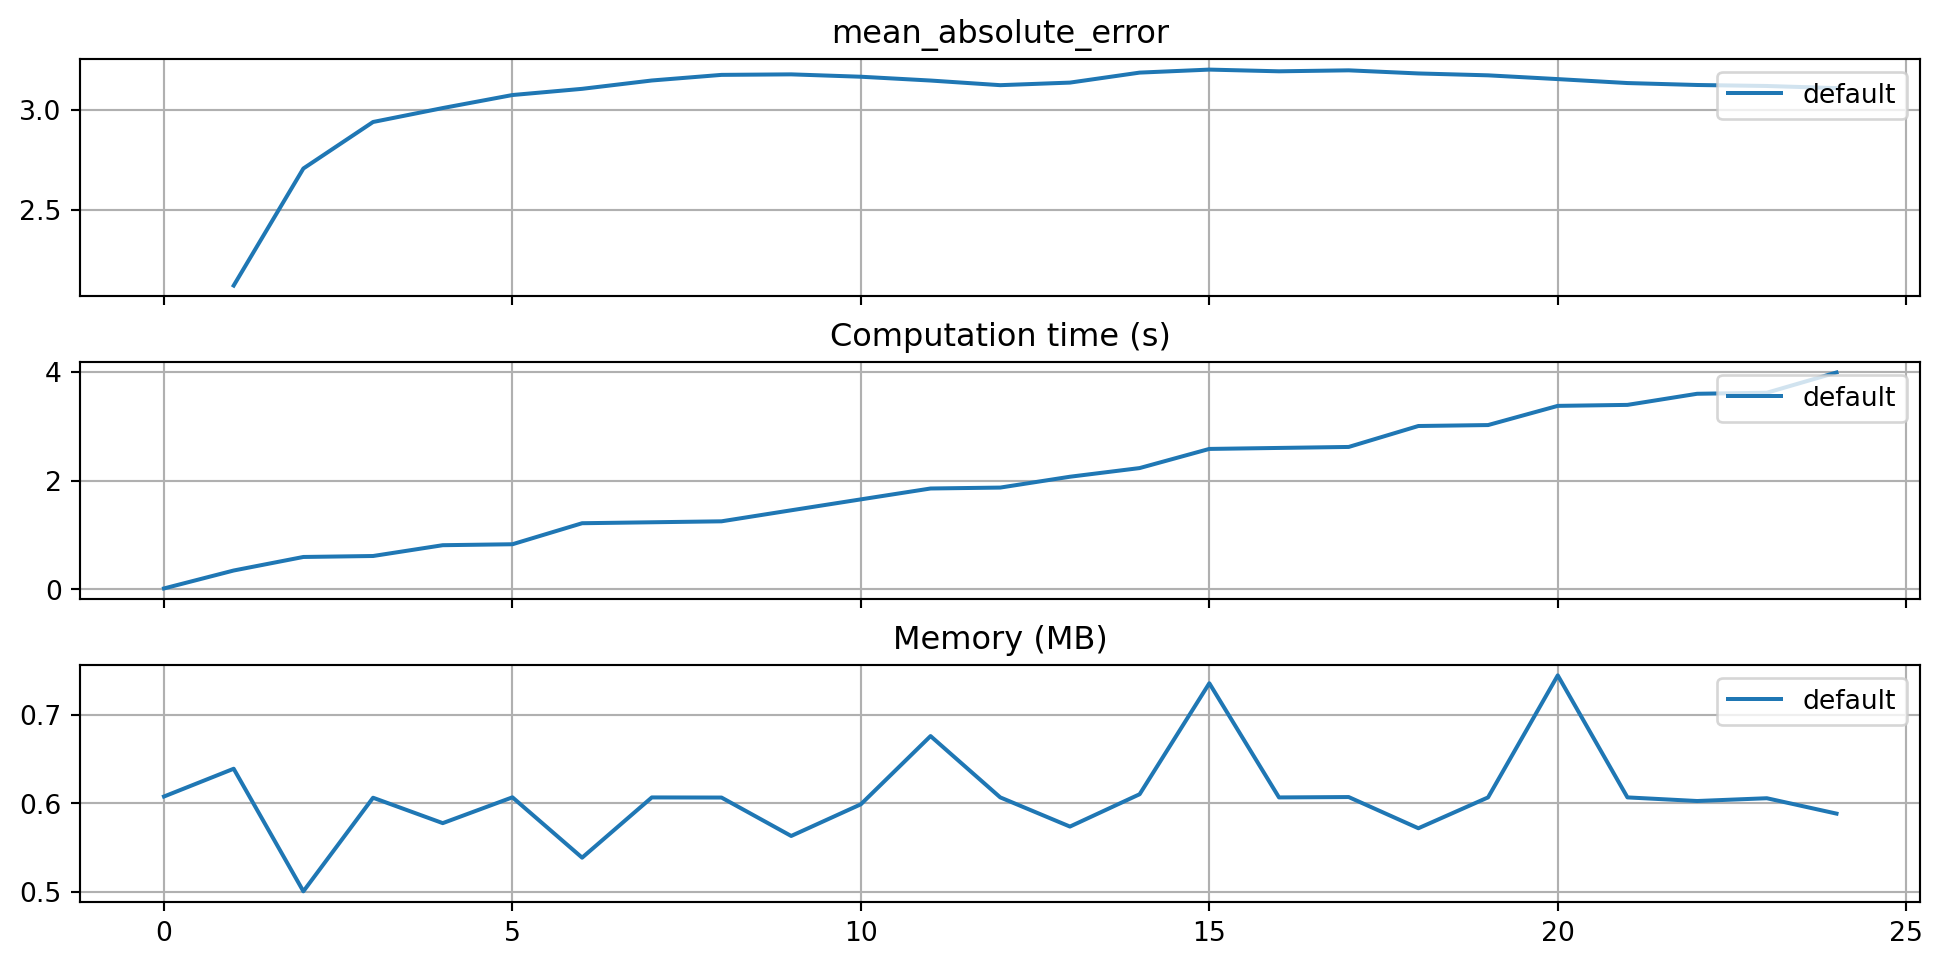 mean_absolute_error
3.0
2.5
default
Computation time (s)
4
2
0
default
Memory (MB)
0.7
0.6
0.5
default
0 5 10 15 20 25